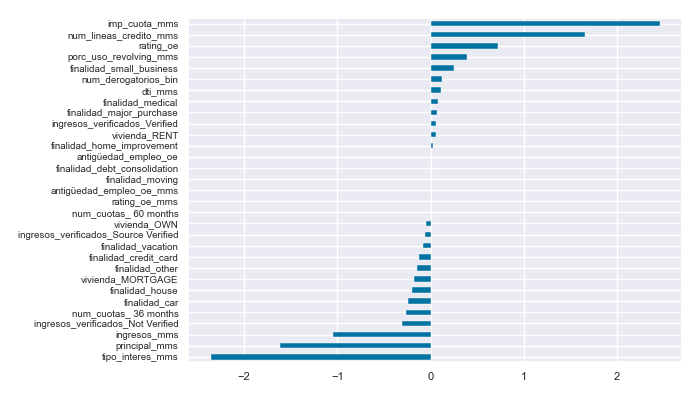 imp_cuota_mms
num_lineas_credito_mms
rating_oe
porc_uso_revolving_mms
finalidad_small_business
num_derogatorios_bin
dti_mms
finalidad_medical
finalidad_major_purchase
ingresos_verificados_Verified
vivienda_RENT
finalidad_home_improvement
antigüedad_empleo_oe
finalidad_debt_consolidation
finalidad_moving
antigüedad_empleo_oe_mms
rating_oe_mms
num_cuotas_ 60 months
vivienda_OWN
ingresos_verificados_Source Verified
finalidad_vacation
finalidad_credit_card
finalidad_other
vivienda_MORTGAGE
finalidad_house
finalidad_car
num_cuotas_ 36 months
ingresos_verificados_Not Verified
ingresos_mms
principal_mms
tipo_interes_mms
−2 −1 0 1 2